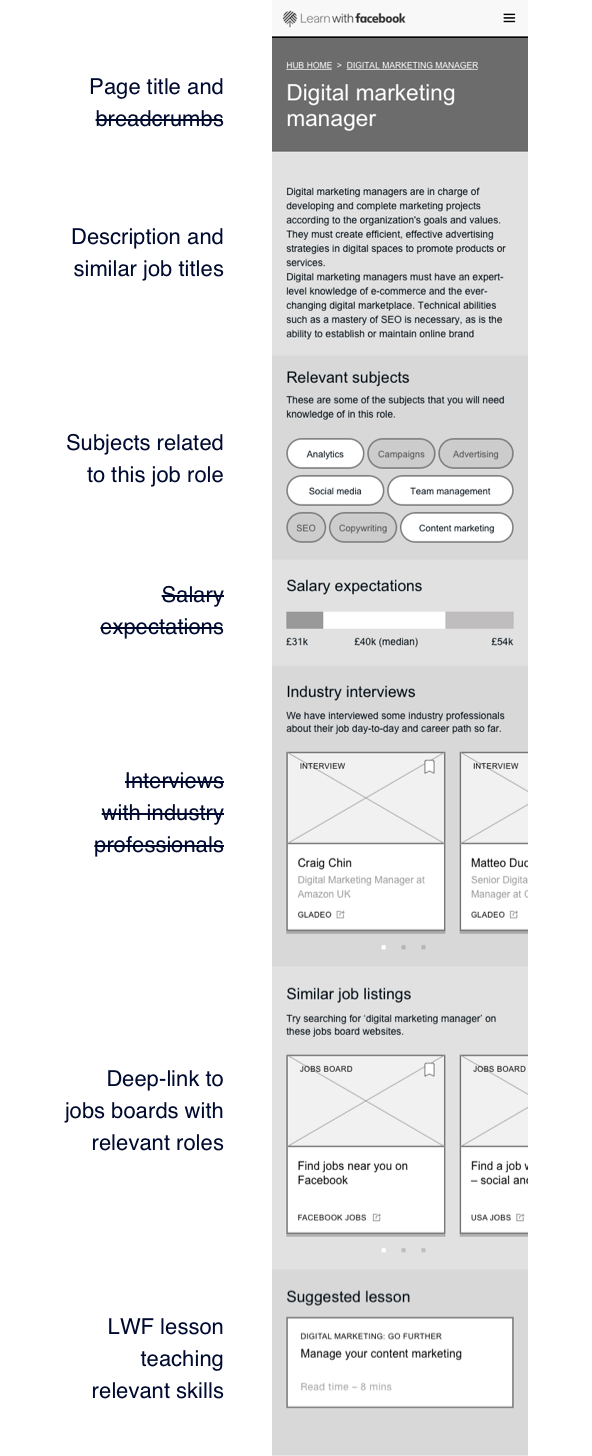 Learn with facebook
Page title and
breadcrumbs
HUB HOME > DIGITAL MARKETING MANAGER
Digital marketing
manager
Description and
similar job titles
Digital marketing managers are in charge of
developing and complete marketing projects
according to the organization's goals and values.
They must create efficient, effective advertising
strategies in digital spaces to promote products or
services.
Digital marketing managers must have an expert-
level knowledge of e-commerce and the ever-
changing digital marketplace. Technical abilities
such as a mastery of SEO is necessary, as is the
ability to establish or maintain online brand
Subjects related
to this job role
Relevant subjects
These are some of the subjects that you will need
knowledge of in this role.
Analytics Campaigns Advertising
Social media Team management
SEO Copywriting Content marketing
Salary
expectations
Salary expectations
£31k £40k (median) £54k
Interviews
with industry
professionals
Industry interviews
We have interviewed some industry professionals
about their job day-to-day and career path so far.
INTERVIEW INTERVIEW
Craig Chin Matteo Duc
Digital Marketing Manager at Senior Digita
Amazon UK Manager at
GLADEO GLADEO
Deep-link to
jobs boards with
relevant roles
Similar job listings
Try searching for 'digital marketing manager' on
these jobs board websites.
JOBS BOARD JOBS BOARD
Find jobs near you on Find a job
Facebook – social and
FACEBOOK JOBS USA JOBS
LWF lesson
teaching
relevant skills
Suggested lesson
DIGITAL MARKETING: GO FURTHER
Manage your content marketing
Read time – 8 mins